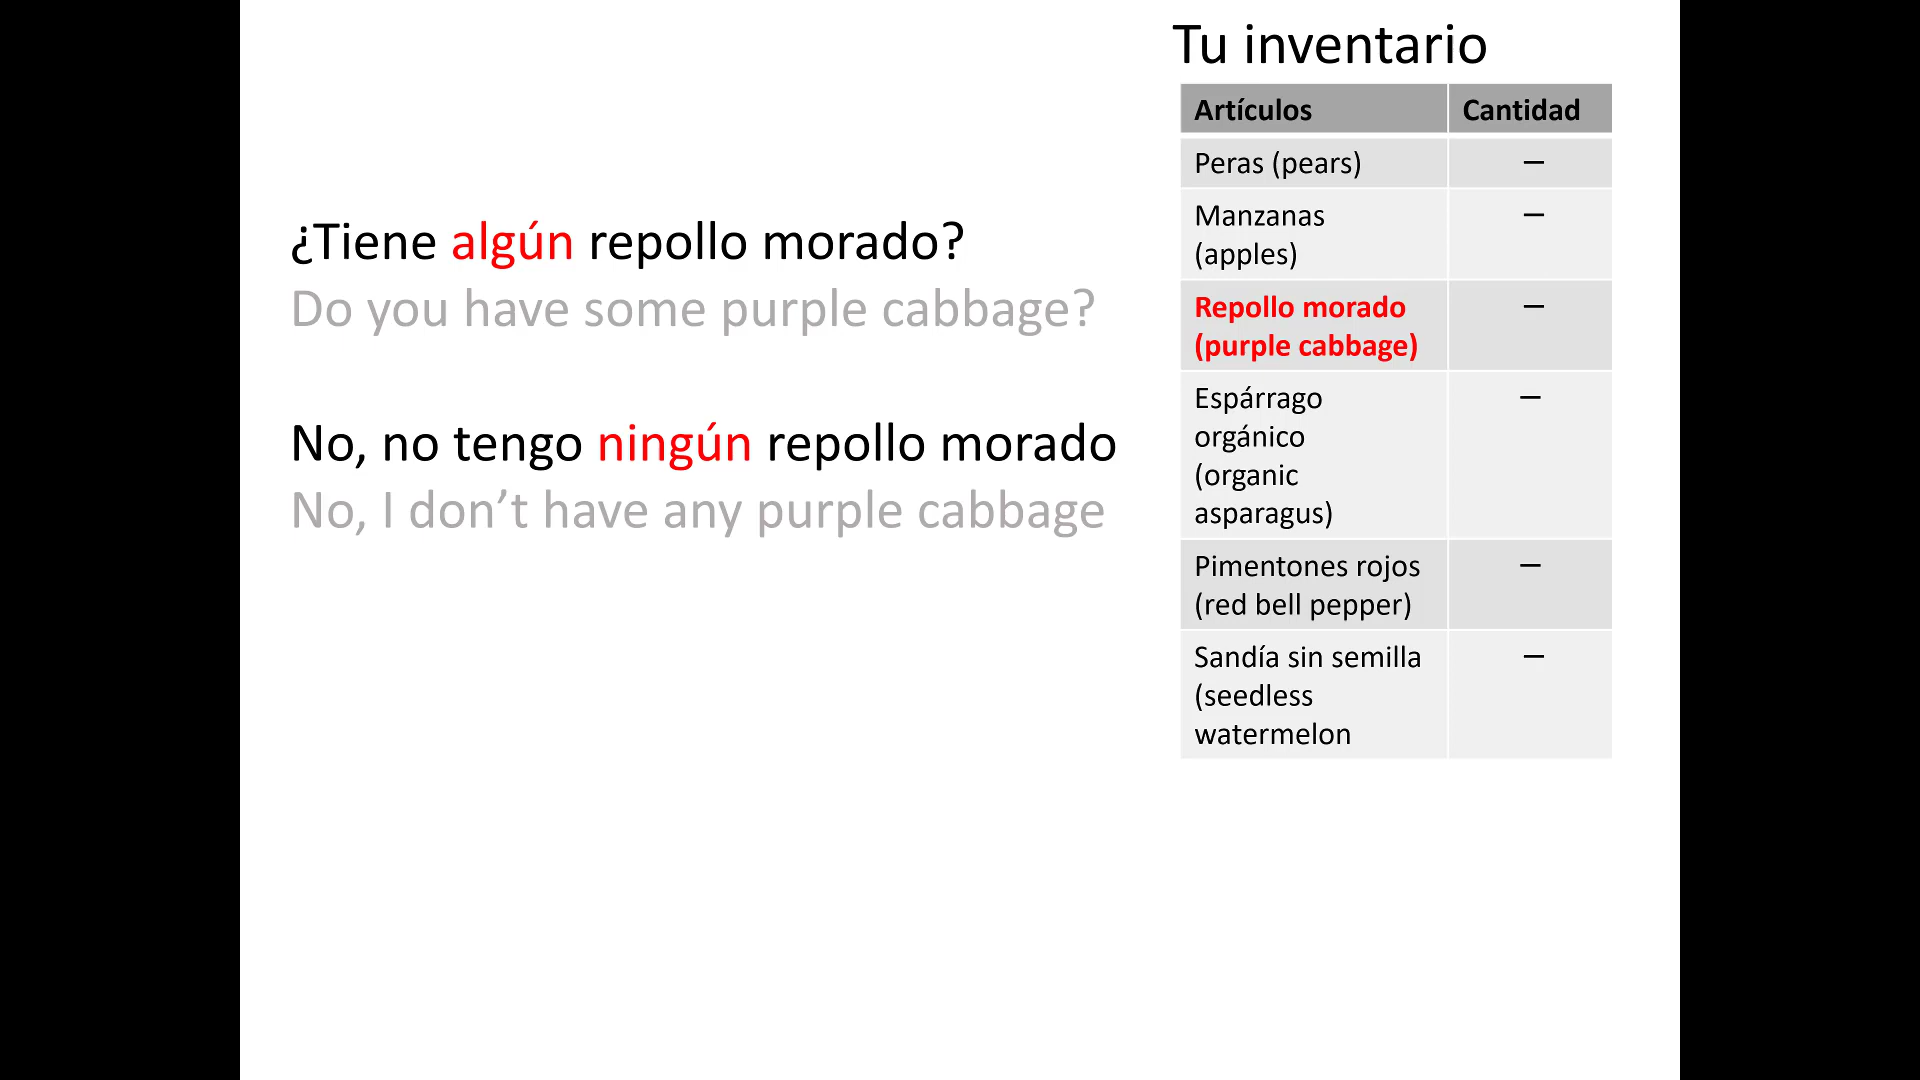 Tu inventario
¿Tiene algún repollo morado?
Do you have some purple cabbage?
No, no tengo ningún repollo morado
No, I don’t have any purple cabbage
Artículos Cantidad
Peras (pears) –
Manzanas –
(apples)
Repollo morado –
(purple cabbage)
Espárrago –
orgánico
(organic
asparagus)
Pimentones rojos –
(red bell pepper)
Sandía sin semilla –
(seedless
watermelon